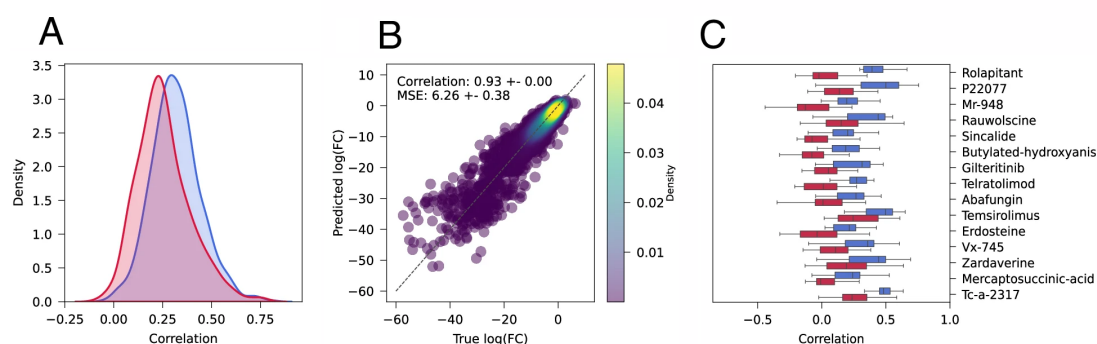 A
B
C
3.5
3.0
2.5
2.0
1.5
1.0
0.5
0.0
Density
−0.25
0.00
0.25
0.50
0.75
Correlation
Correlation: 0.93 +- 0.00
MSE: 6.26 +- 0.38
10
0
−10
−20
−30
−40
−50
−60
Predicted log(FC)
−60
−40
−20
0
True log(FC)
0.04
0.03
0.02
0.01
Density
Rolapitant
P22077
Mr-948
Rauwolscine
Sincalide
Butylated-hydroxyanis
Gilteritinib
Telratolimod
Abafungin
Temsirolimus
Erdosteine
Vx-745
Zardaverine
Mercaptosuccinic-acid
Tc-a-2317
−0.5
0.0
0.5
1.0
Correlation